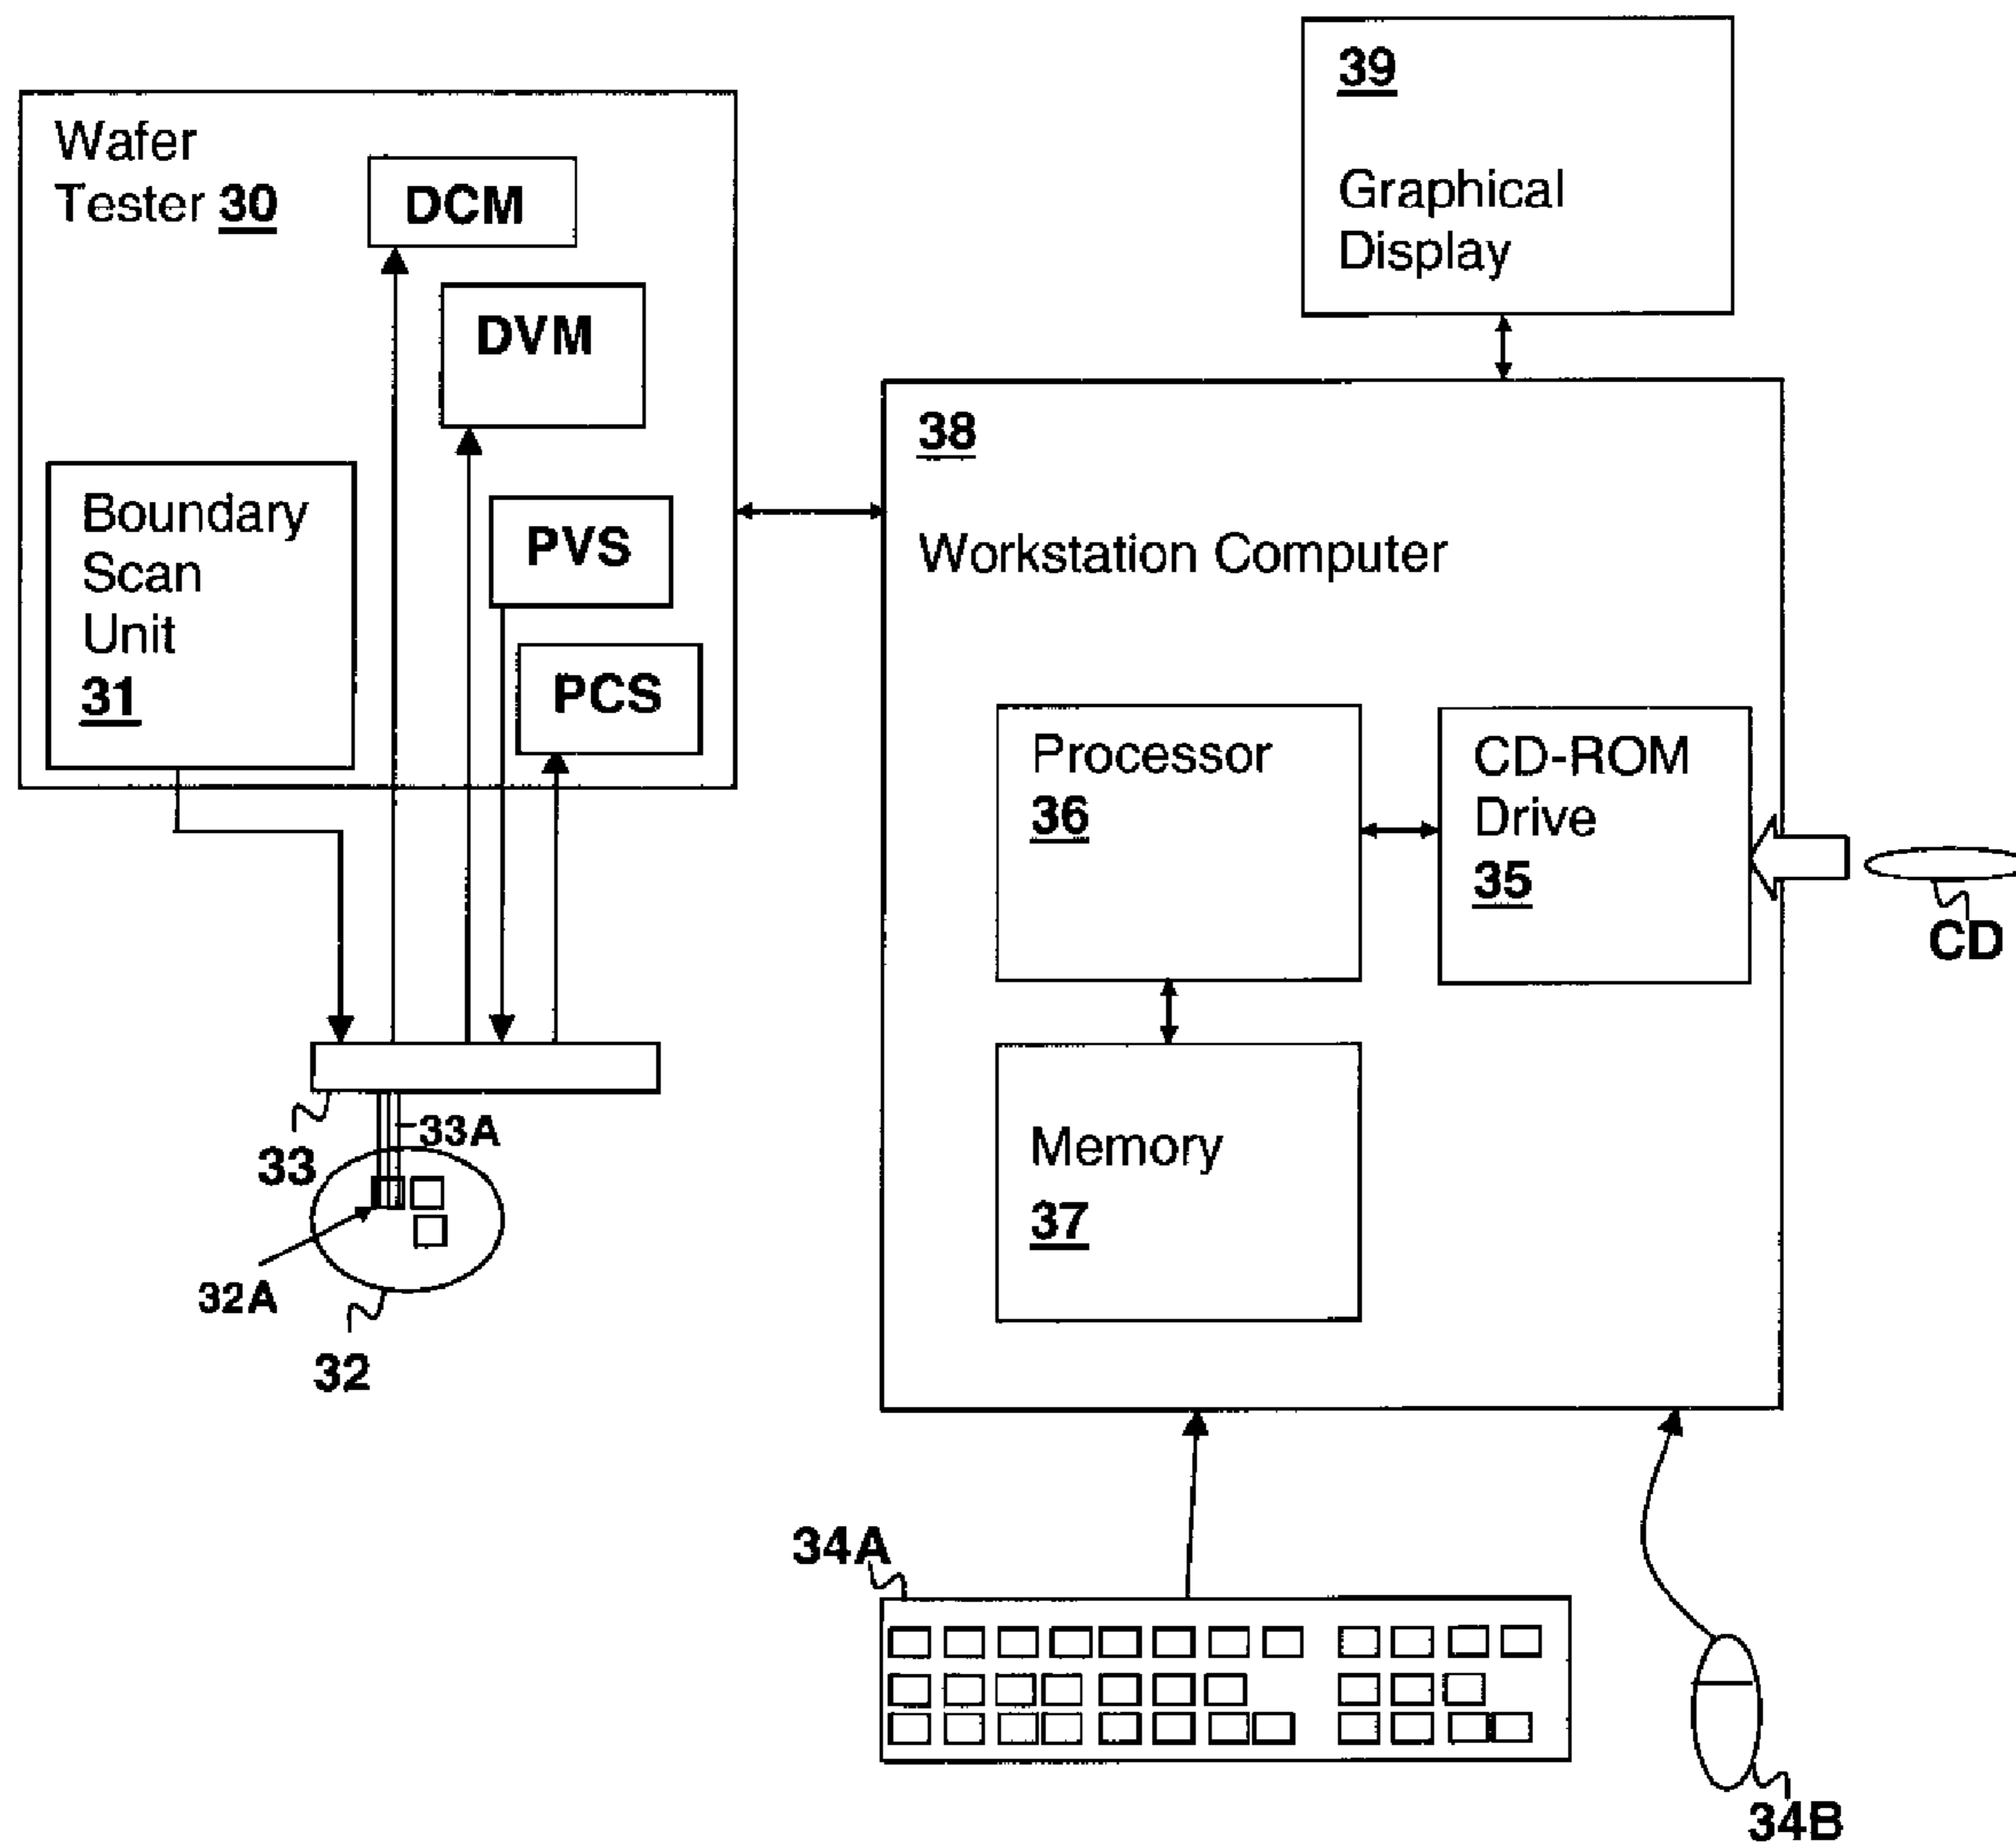 39
Graphical
Display
Wafer
Tester 30
DCM
DVM
Boundary
Scan
Unit
31
PVS
PCS
38
Workstation Computer
Processor
36
CD-ROM
Drive
35
CD
Memory
37
33
33A
32A
32
34A
34B